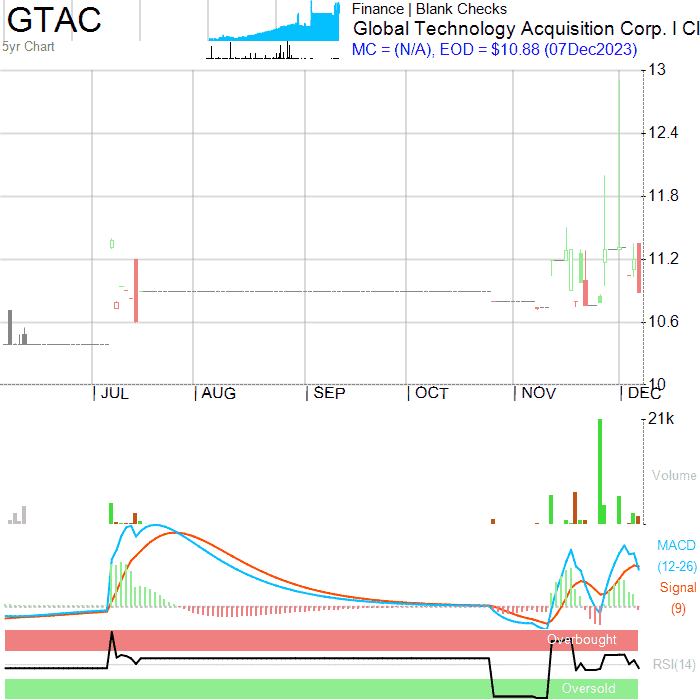 GTAC
5yr Chart
Finance | Blank Checks
Global Technology Acquisition Corp. I Cl
MC = (N/A), EOD = $10.88 (07Dec2023)
13
12.4
11.8
11.2
10.6
10
JUL
AUG
SEP
OCT
NOV
DEC
21k
Volume
MACD
(12-26)
Signal
(9)
Overbought
RSI(14)
Oversold